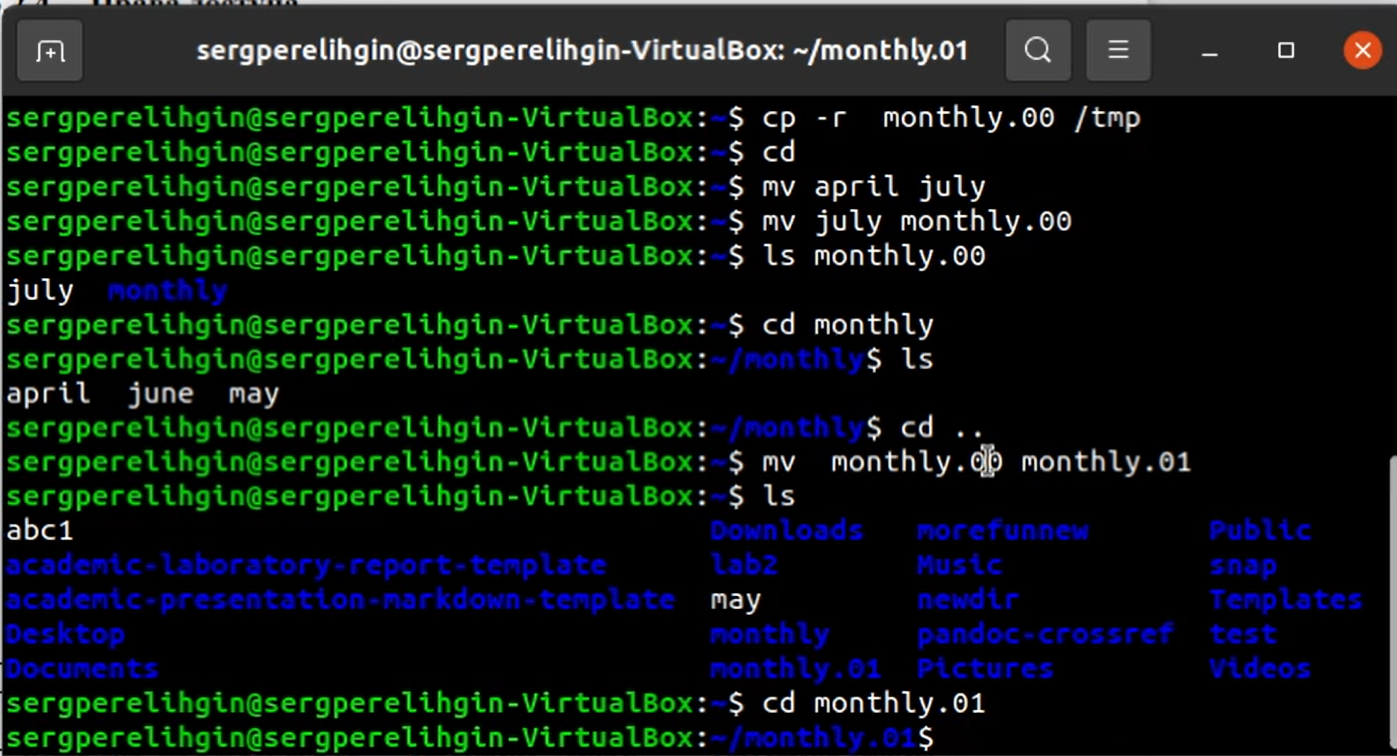 sergperelihgin@sergperelihgin-VirtualBox: ~/monthly.01
sergperelihgin@sergperelihgin-VirtualBox:~$ cp -r  monthly.00 /tmp
sergperelihgin@sergperelihgin-VirtualBox:~$ cd
sergperelihgin@sergperelihgin-VirtualBox:~$ mv april july
sergperelihgin@sergperelihgin-VirtualBox:~$ mv july monthly.00
sergperelihgin@sergperelihgin-VirtualBox:~$ ls monthly.00
july  monthly
sergperelihgin@sergperelihgin-VirtualBox:~$ cd monthly
sergperelihgin@sergperelihgin-VirtualBox:~/monthly$ ls
april  june  may
sergperelihgin@sergperelihgin-VirtualBox:~/monthly$ cd ..
sergperelihgin@sergperelihgin-VirtualBox:~$ mv  monthly.00 monthly.01
sergperelihgin@sergperelihgin-VirtualBox:~$ ls
abc1 Downloads morefunnew Public
academic-laboratory-report-template lab2 Music snap
academic-presentation-markdown-template may newdir Templates
Desktop monthly pandoc-crossref test
Documents monthly.01 Pictures Videos
sergperelihgin@sergperelihgin-VirtualBox:~$ cd monthly.01
sergperelihgin@sergperelihgin-VirtualBox:~/monthly.01$